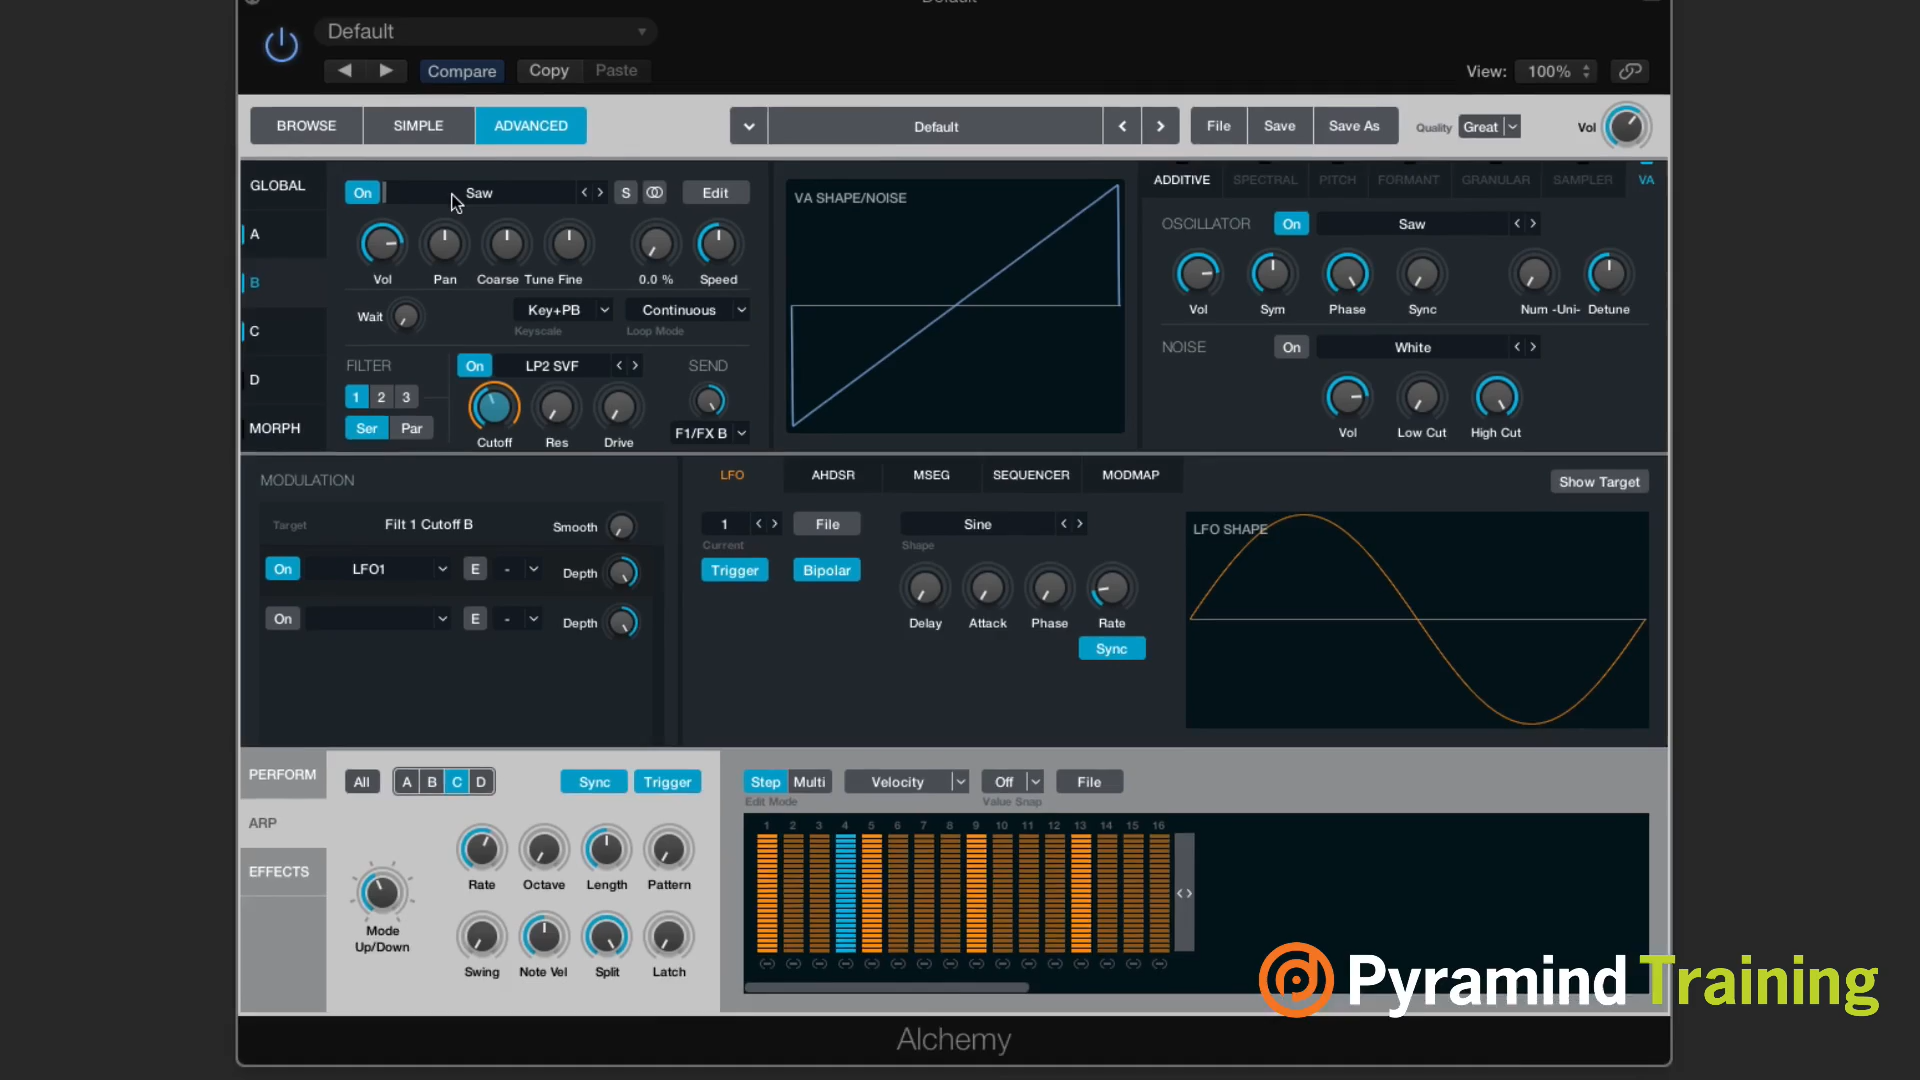 Default
Default
Compare Copy Paste View: 100%
BROWSE SIMPLE ADVANCED Default File Save Save As Quality Great Vol
GLOBAL On Saw S Edit VA SHAPE/NOISE ADDITIVE SPECTRAL PITCH FORMANT GRANULAR SAMPLER VA
OSCILLATOR On Saw
A
Vol Pan Coarse Tune Fine 0.0 % Speed
B
Vol Sym Phase Sync Num -Uni- Detune
Wait Key+PB Continuous
Keyscale Loop Mode
C
NOISE On White
FILTER On LP2 SVF SEND
D
1 2 3
MORPH Ser Par F1/FX B
Cutoff Res Drive
Vol Low Cut High Cut
MODULATION LFO AHDSR MSEG SEQUENCER MODMAP Show Target
Target Filt 1 Cutoff B Smooth 1 File Sine LFO SHAPE
Current Shape
On LFO1 E - Depth Trigger Bipolar
On E - Depth Delay Attack Phase Rate
Sync
PERFORM All A B C D Sync Trigger Step Multi Velocity Off File
Edit Mode Value Snap
ARP 1 2 3 4 5 6 7 8 9 10 11 12 13 14 15 16
EFFECTS Rate Octave Length Pattern
Mode
Up/Down
Swing Note Vel Split Latch
Pyramind Training
Alchemy